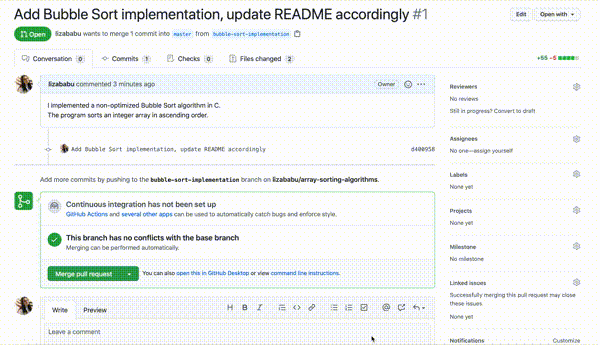 Add Bubble Sort implementation, update README accordingly #1
Edit
Open with
Open
lizababu wants to merge 1 commit into master from bubble-sort-implementation
Conversation 0
Commits 1
Checks 0
Files changed 2
+55 −5
lizababu commented 3 minutes ago
Owner
I implemented a non-optimized Bubble Sort algorithm in C.
The program sorts an integer array in ascending order.
Add Bubble Sort implementation, update README accordingly
d400958
Add more commits by pushing to the bubble-sort-implementation branch on lizababu/array-sorting-algorithms.
Continuous integration has not been set up
GitHub Actions and several other apps can be used to automatically catch bugs and enforce style.
This branch has no conflicts with the base branch
Merging can be performed automatically.
Merge pull request
You can also open this in GitHub Desktop or view command line instructions.
Write
Preview
Leave a comment
Reviewers
No reviews
Still in progress? Convert to draft
Assignees
No one—assign yourself
Labels
None yet
Projects
None yet
Milestone
No milestone
Linked issues
Successfully merging this pull request may close
these issues.
None yet
Notifications
Customize